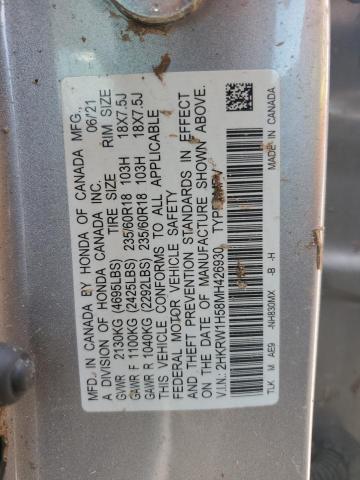 MFD. IN CANADA BY HONDA OF CANADA MFG.,
A DIVISION OF HONDA CANADA INC. 06/21
TIRE SIZE RIM SIZE
GVWR 2130KG (4695LBS)
GAWR F 1100KG (2425LBS) 235/60R18 103H 18X7.5J
GAWR R 1040KG (2292LBS) 235/60R18 103H 18X7.5J
THIS VEHICLE CONFORMS TO ALL APPLICABLE
FEDERAL MOTOR VEHICLE SAFETY
AND THEFT PREVENTION STANDARDS IN EFFECT
ON THE DATE OF MANUFACTURE SHOWN ABOVE.
V.I.N.: 2HKRW1H58MH426930 TYPE: MPV
TLK M AE9 -NH830MX -B -H MADE IN CANADA